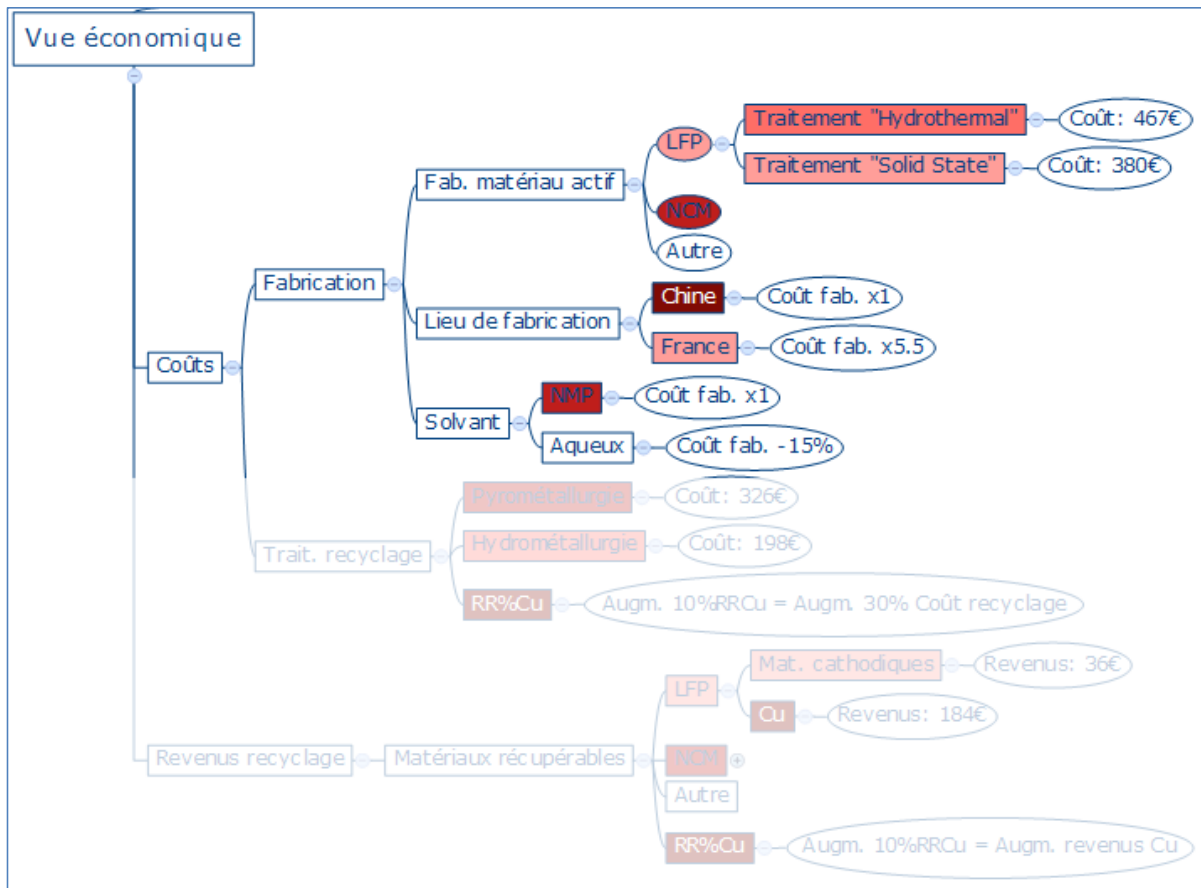 Vue économique
Traitement "Hydrothermal"
Coût: 467€
LFP
Traitement "Solid State"
Coût: 380€
Fab. matériau actif
NCM
Autre
Fabrication
Chine
Coût fab. x1
Lieu de fabrication
France
Coût fab. x5.5
Coûts
NMP
Coût fab. x1
Solvant
Aqueux
Coût fab. -15%
Pyrométallurgie
Coût: 326€
Hydrométallurgie
Coût: 198€
Trait. recyclage
RR%Cu
Augm. 10%RRCu = Augm. 30% Coût recyclage
Mat. cathodiques
Revenus: 36€
LFP
Cu
Revenus: 184€
Revenus recyclage
Matériaux récupérables
NCM
Autre
RR%Cu
Augm. 10%RRCu = Augm. revenus Cu